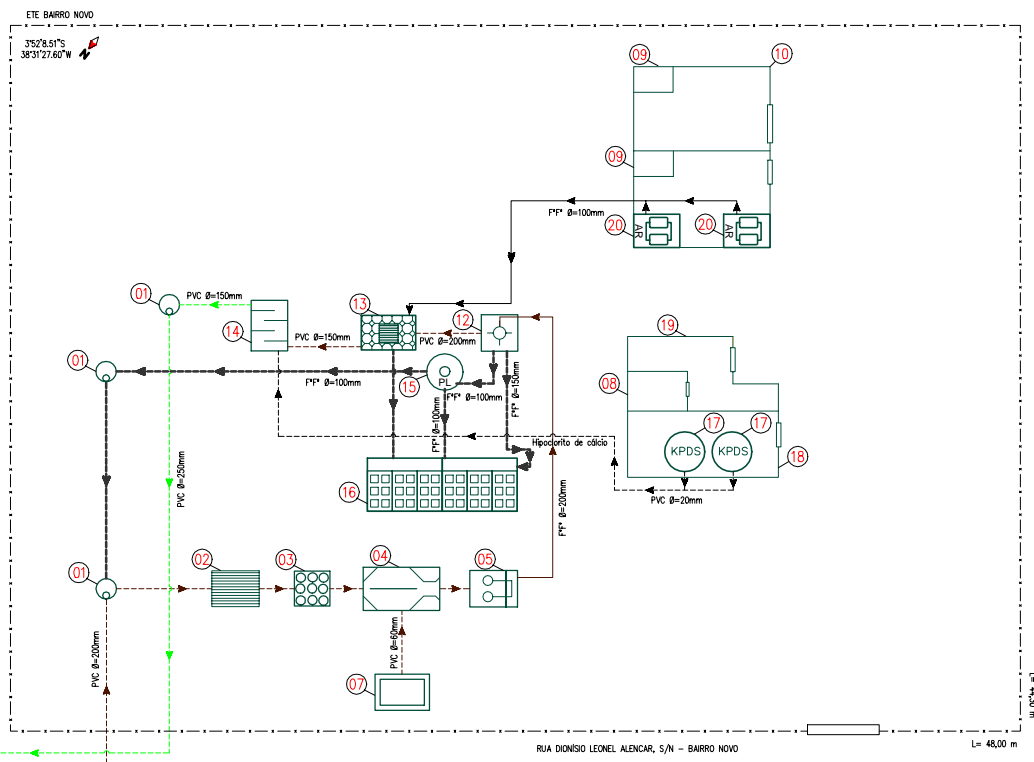 ETE BAIRRO NOVO
3°52'8.51"S
38°31'27.60"W
N
09
10
09
F°F° Ø=100mm
20
AR
20
AR
01
PVC Ø=150mm
13
12
14
PVC Ø=150mm
PVC Ø=200mm
19
01
F°F° Ø=100mm
15
PL
F°F° Ø=100mm
F°F° Ø=150mm
08
F°F° Ø=100mm
17
17
KPDS
KPDS
18
Hipoclorito de cálcio
PVC Ø=250mm
16
F°F° Ø=200mm
PVC Ø=20mm
01
02
03
04
05
PVC Ø=200mm
PVC Ø=60mm
07
L= 44,30 m
RUA DIONÍSIO LEONEL ALENCAR, S/N - BAIRRO NOVO
L= 48,00 m